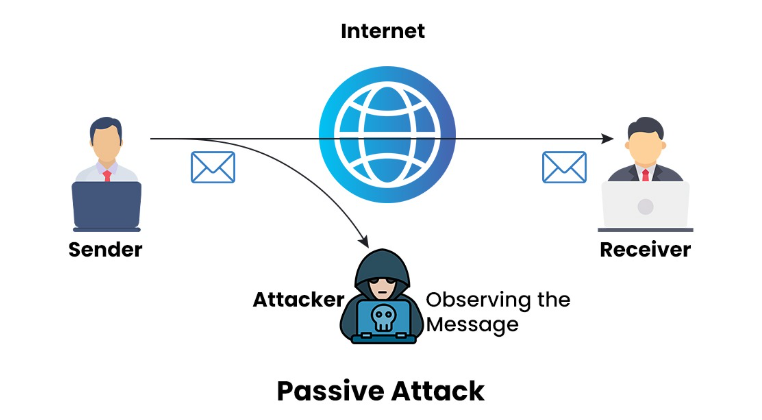 Internet
Sender
Receiver
Attacker
Observing the
Message
Passive Attack